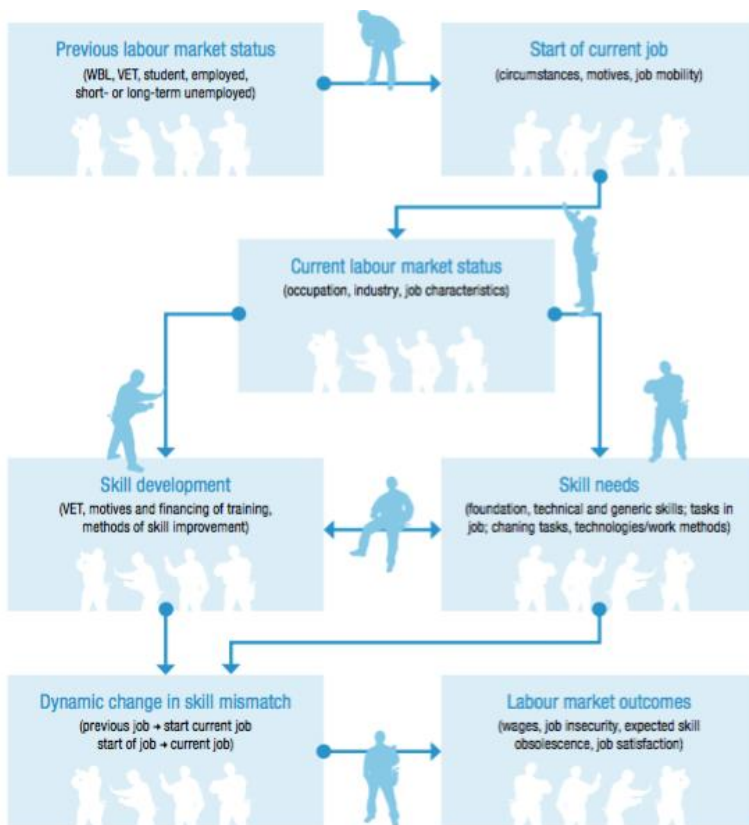 Previous labour market status
(WBL, VET, student, employed,
short- or long-term unemployed)
Start of current job
(circumstances, motives, job mobility)
Current labour market status
(occupation, industry, job characteristics)
Skill development
(VET, motives and financing of training,
methods of skill improvement)
Skill needs
(foundation, technical and generic skills; tasks in
job; chaning tasks, technologies/work methods)
Dynamic change in skill mismatch
(previous job → start current job
start of job → current job)
Labour market outcomes
(wages, job insecurity, expected skill
obsolescence, job satisfaction)